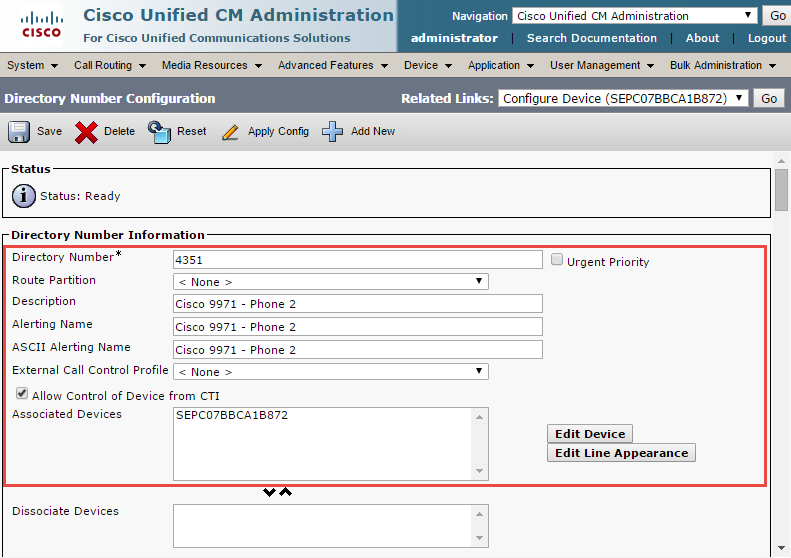 Cisco Unified CM Administration
Navigation Cisco Unified CM Administration Go
CISCO
For Cisco Unified Communications Solutions
administrator | Search Documentation | About | Logout
System Call Routing Media Resources Advanced Features Device Application User Management Bulk Administration
Directory Number Configuration
Related Links: Configure Device (SEPC07BBCA1B872) Go
Save Delete Reset Apply Config Add New
Status
i Status: Ready
Directory Number Information
Directory Number* 4351 Urgent Priority
Route Partition < None >
Description Cisco 9971 - Phone 2
Alerting Name Cisco 9971 - Phone 2
ASCII Alerting Name Cisco 9971 - Phone 2
External Call Control Profile < None >
Allow Control of Device from CTI
Associated Devices SEPC07BBCA1B872
Edit Device
Edit Line Appearance
Dissociate Devices